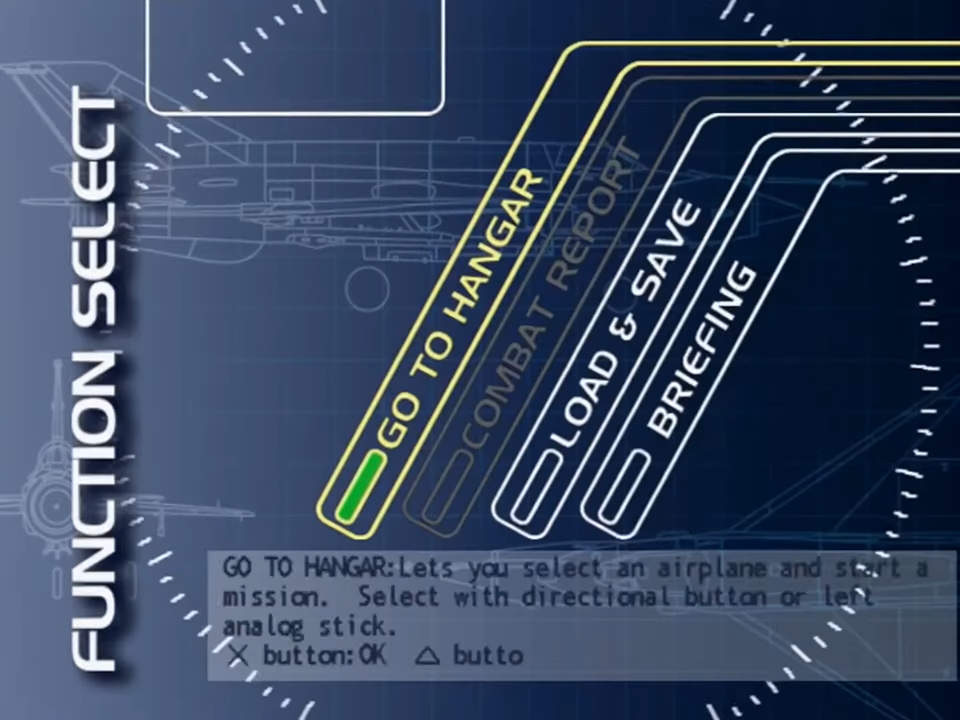 FUNCTION SELECT
GO TO HANGAR
COMBAT REPORT
LOAD & SAVE
BRIEFING
GO TO HANGAR:Lets you select an airplane and start a
mission. Select with directional button or left
analog stick.
✕ button:OK △ butto